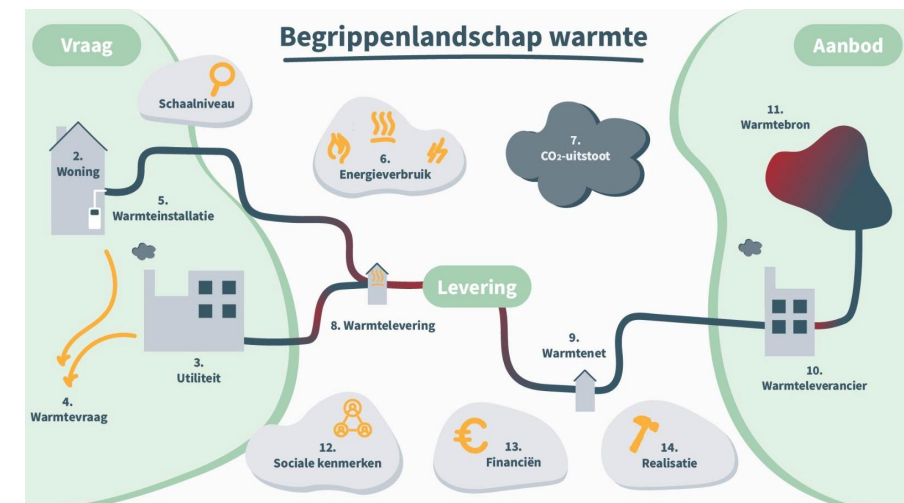 Begrippenlandschap warmte
Vraag
Aanbod
Schaalniveau
2.
Woning
5.
Warmteinstallatie
6.
Energieverbruik
7.
CO₂-uitstoot
11.
Warmtebron
3.
Utiliteit
4.
Warmtevraag
8. Warmtelevering
Levering
9.
Warmtenet
10.
Warmteleverancier
12.
Sociale kenmerken
13.
Financiën
14.
Realisatie